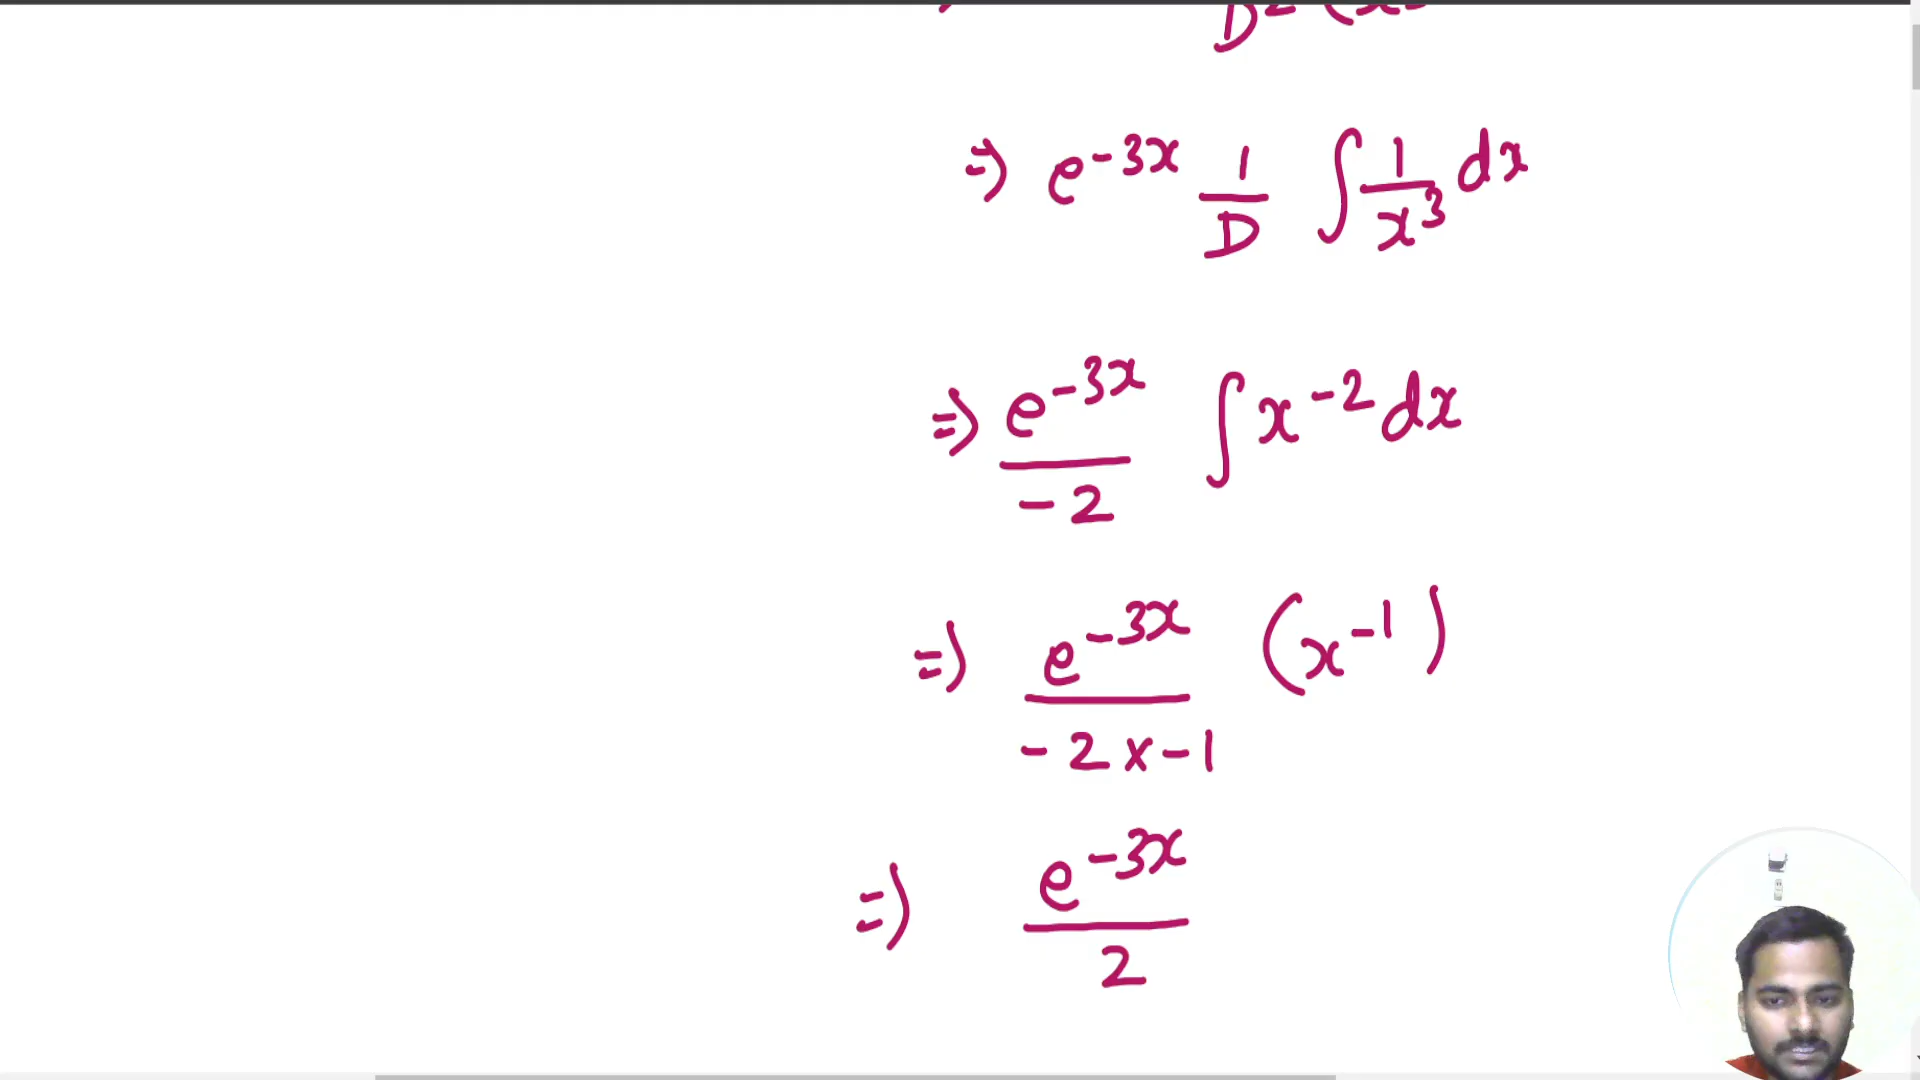 =) e^-3x 1/D ∫ 1/x^3 dx
=) e^-3x/-2 ∫ x^-2 dx
=) e^-3x/-2 x -1 (x^-1)
=) e^-3x/2